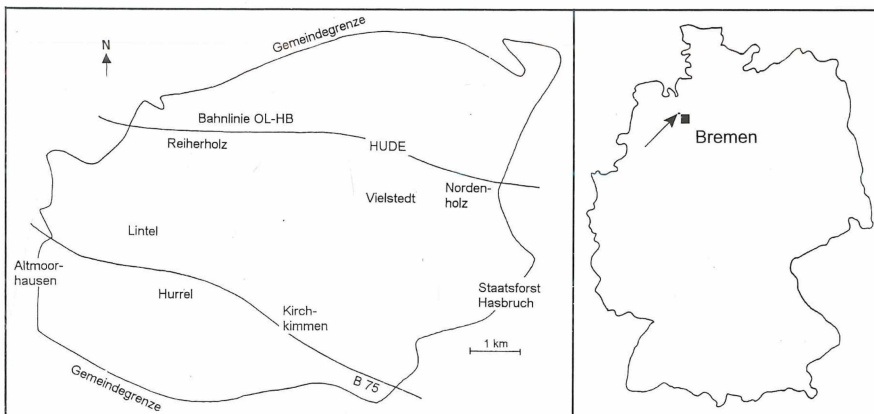 Gemeindegrenze
N
Bahnlinie OL-HB
Reiherholz
HUDE
Vielstedt
Norden-
holz
Lintel
Altmoor-
hausen
Hurrel
Kirch-
kimmen
Staatsforst
Hasbruch
1 km
B 75
Gemeindegrenze
Bremen